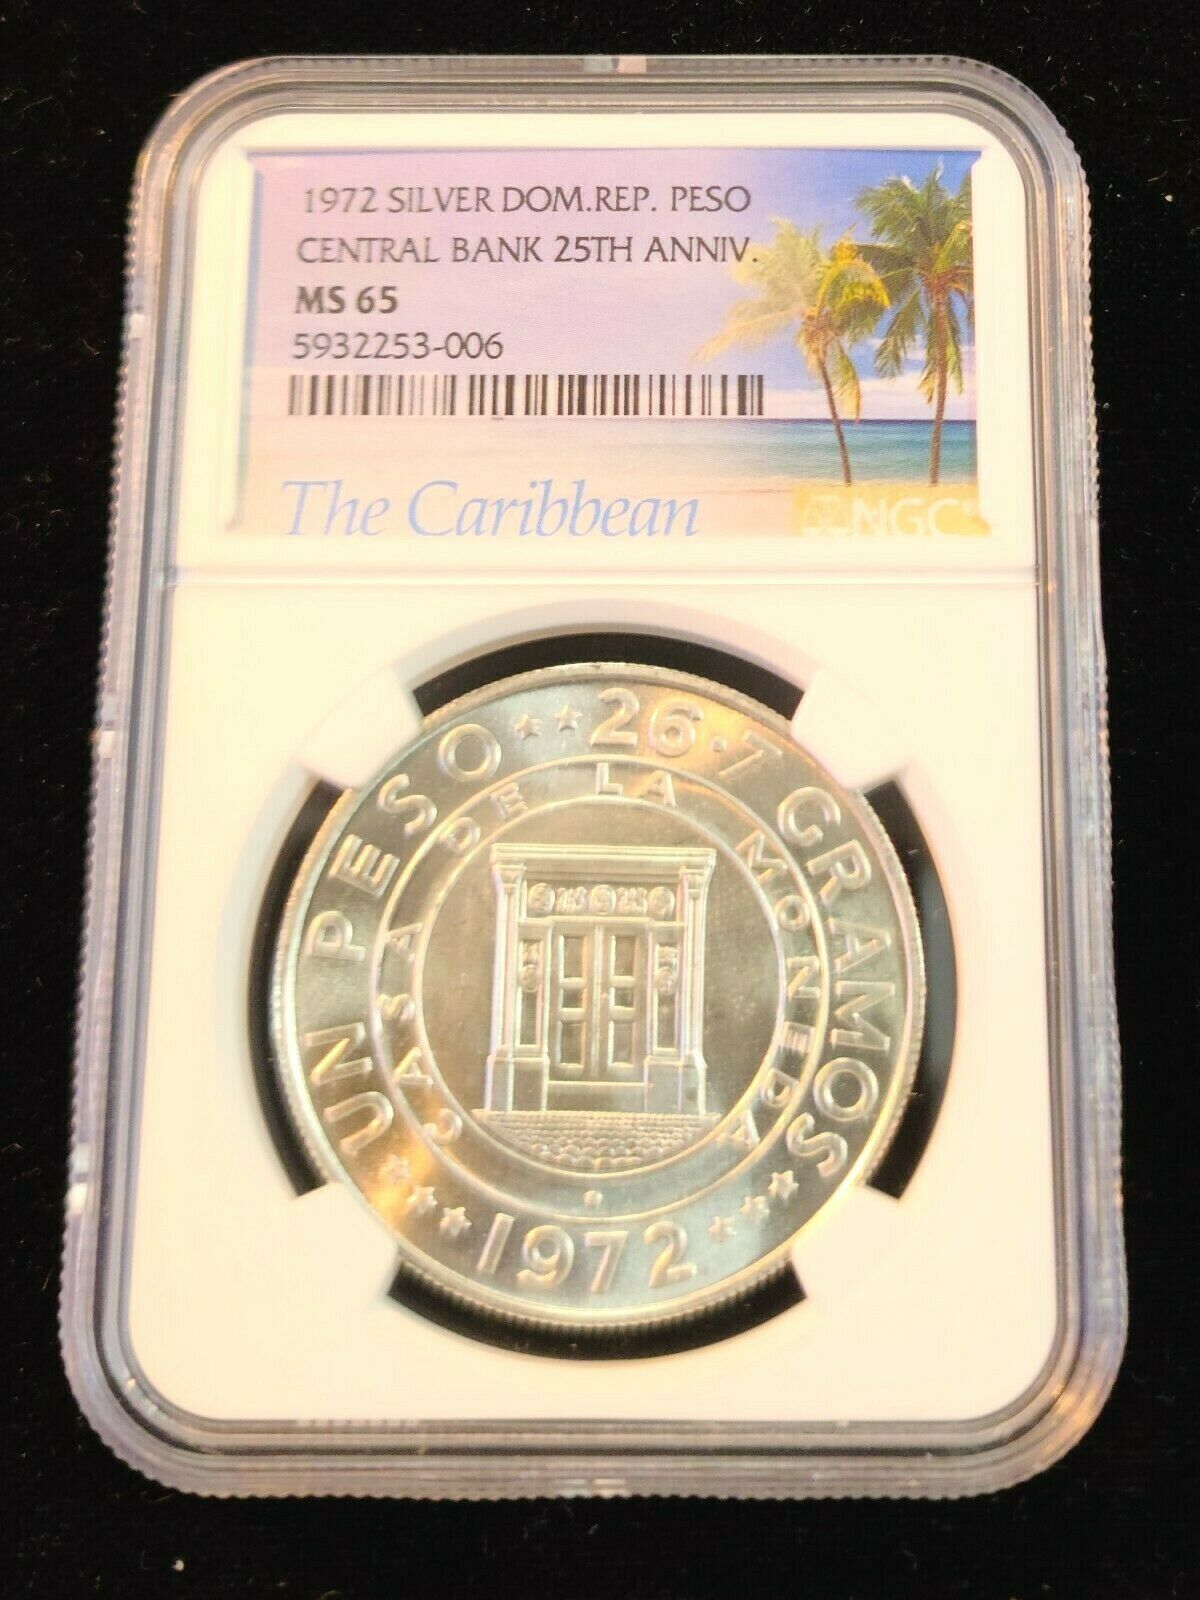 1972 SILVER DOM.REP. PESO
CENTRAL BANK 25TH ANNIV.
MS 65
5932253-006
The Caribbean
NGC®
UN PESO ★★ 26.7 GRAMOS
CASA DE LA MONEDA
★★★ 1972 ★★★